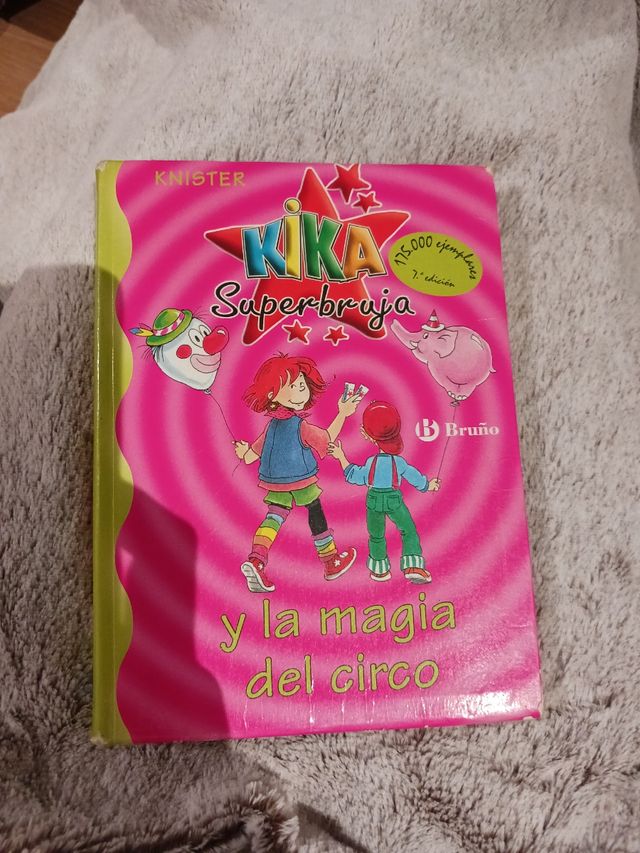 KNISTER
KIKA
Superbruja
175.000 ejemplares
7.ª edición
B Bruño
y la magia
del circo